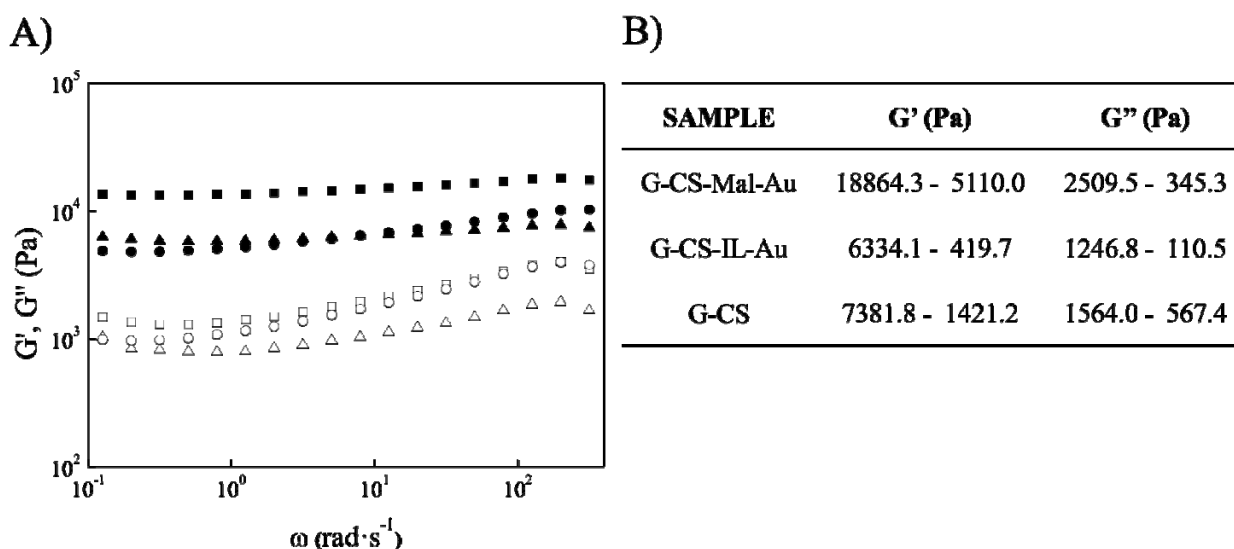 A)
B)
10^5
10^4
10^3
10^2
G', G'' (Pa)
10^-1 10^0 10^1 10^2
ω (rad·s^-1)
SAMPLE G' (Pa) G'' (Pa)
G-CS-Mal-Au 18864.3 - 5110.0 2509.5 - 345.3
G-CS-IL-Au 6334.1 - 419.7 1246.8 - 110.5
G-CS 7381.8 - 1421.2 1564.0 - 567.4